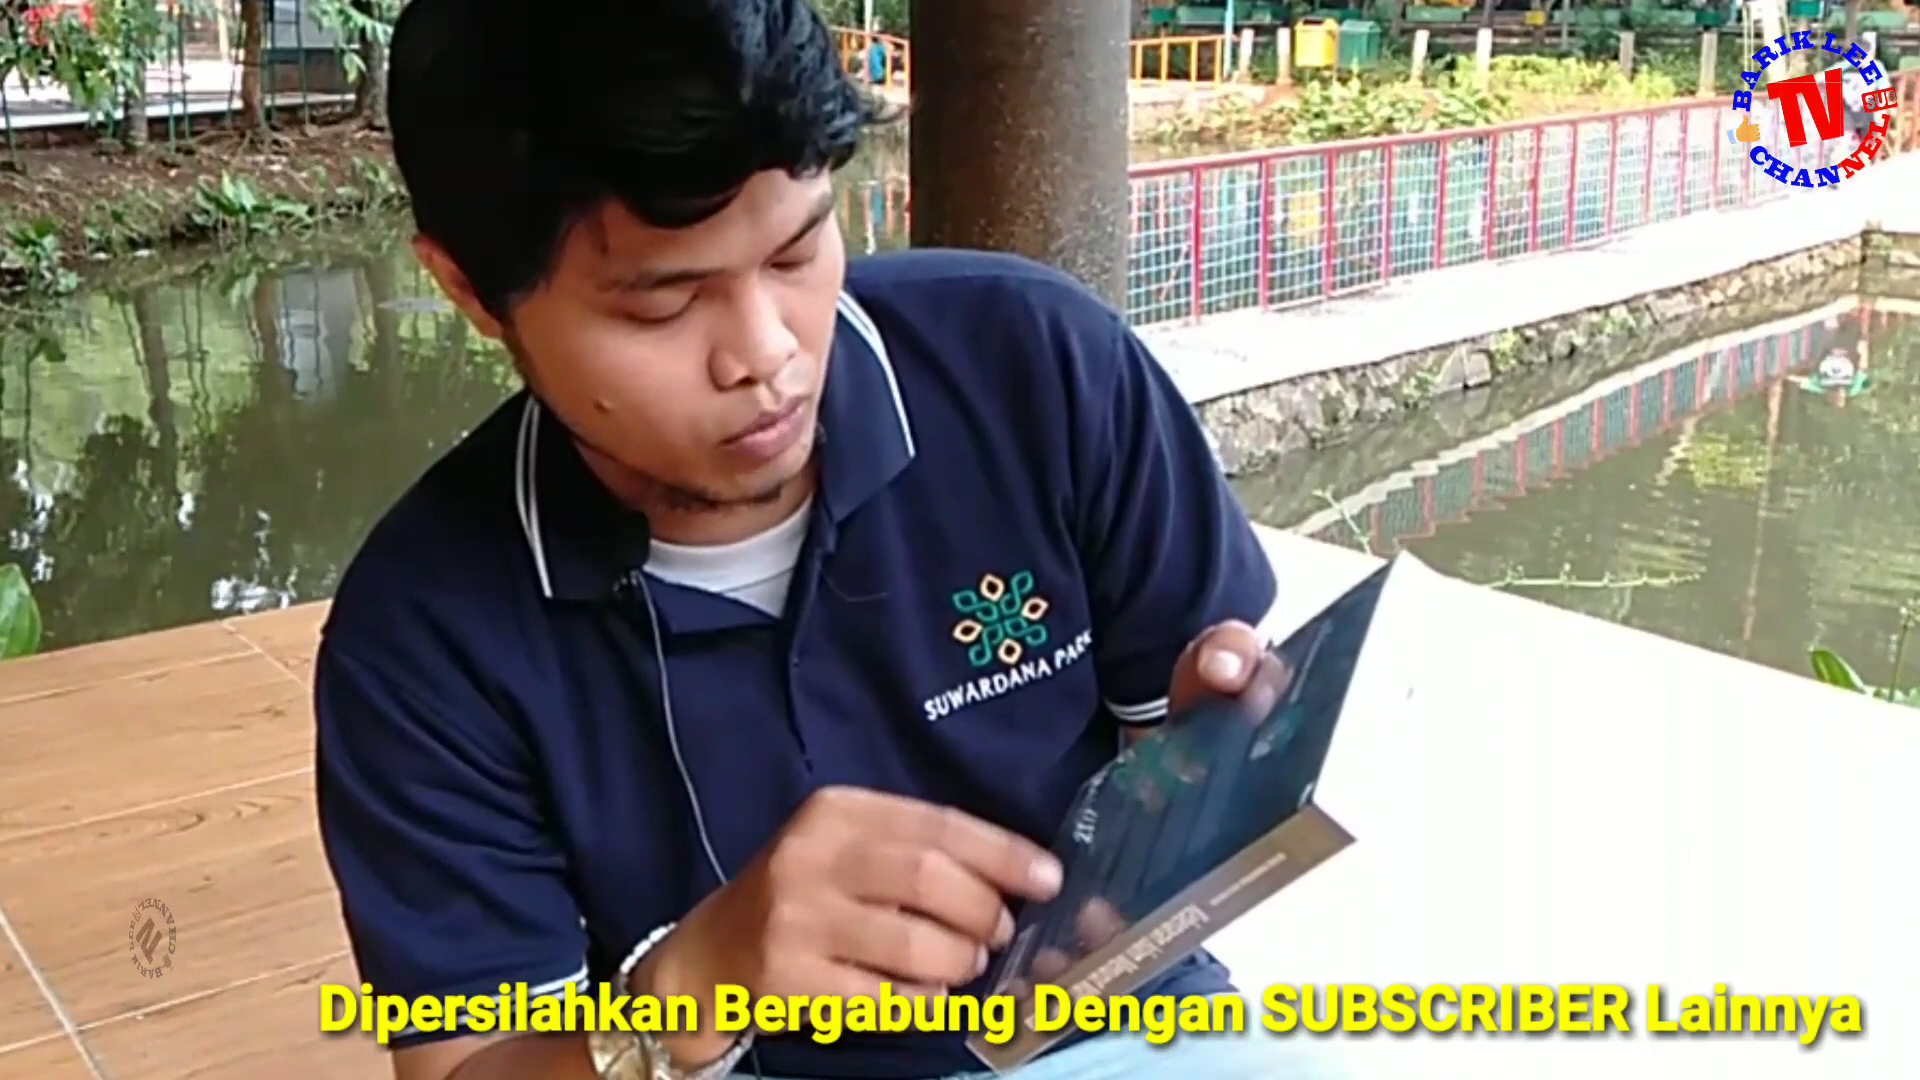 BARIK LEE
TV
SUB
CHANNEL
SUWARDANA PARK
Dipersilahkan Bergabung Dengan SUBSCRIBER Lainnya